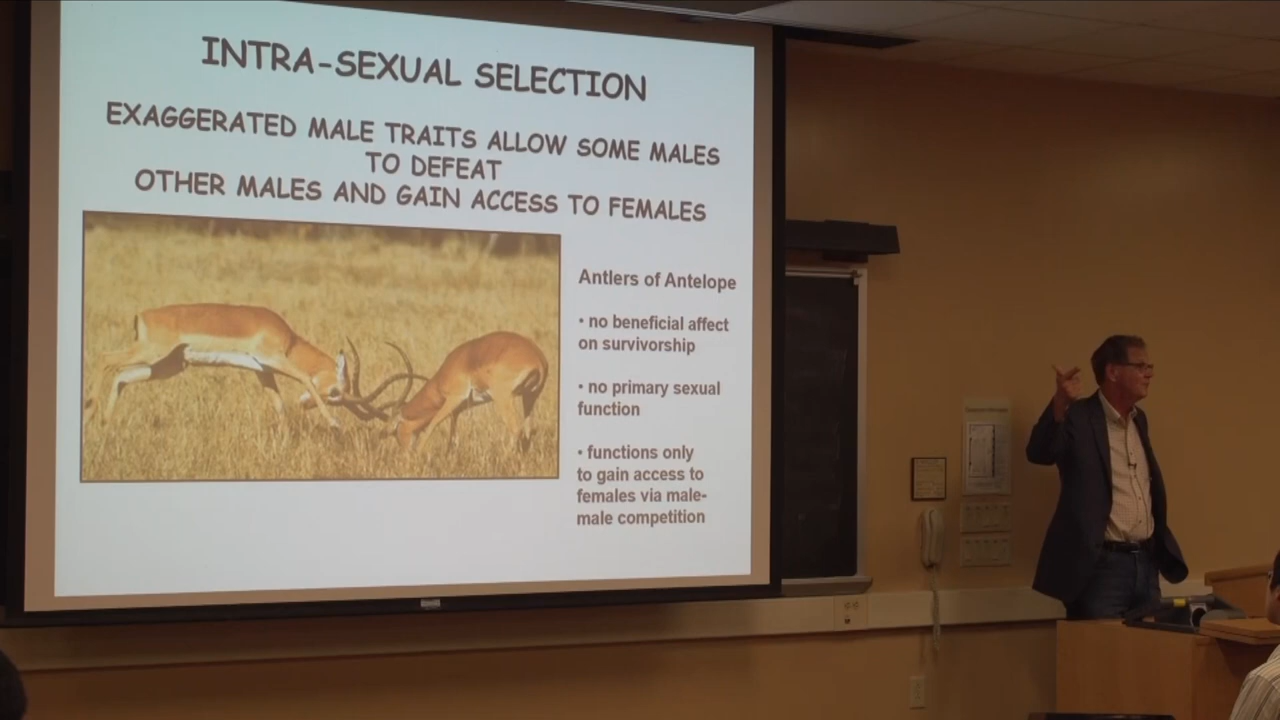 INTRA-SEXUAL SELECTION
EXAGGERATED MALE TRAITS ALLOW SOME MALES
TO DEFEAT
OTHER MALES AND GAIN ACCESS TO FEMALES
Antlers of Antelope
• no beneficial affect
on survivorship
• no primary sexual
function
• functions only
to gain access to
females via male-
male competition